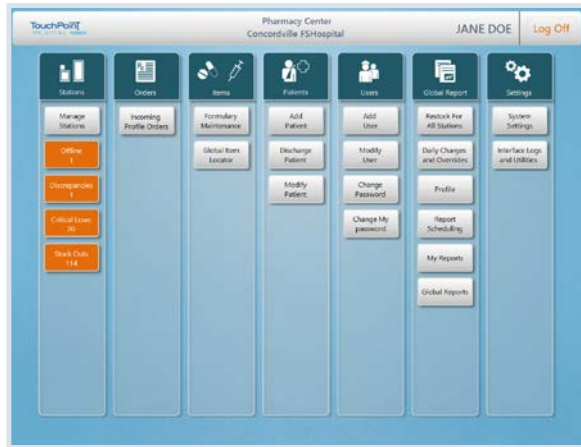 TouchPoint
Pharmacy Center
Concordville FSHospital
JANE DOE
Log Off
Stations
Orders
Items
Patients
Users
Global Report
Settings
Manage
Stations
Offline
1
Discrepancies
1
Critical Lows
20
Stock Outs
114
Incoming
Profile Orders
Formulary
Maintenance
Global Item
Locator
Add
Patient
Discharge
Patient
Modify
Patient
Add
User
Modify
User
Change
Password
Change My
password
Restock For
All Stations
Daily Charges
and Overrides
Profile
Report
Scheduling
My Reports
Global Reports
System
Settings
Interface Logs
and Utilities